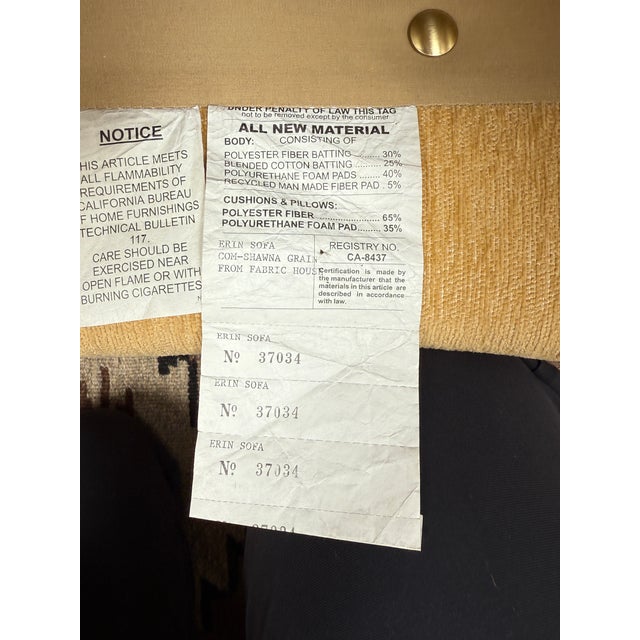 NOTICE
HIS ARTICLE MEETS
ALL FLAMMABILITY
REQUIREMENTS OF
CALIFORNIA BUREAU
OF HOME FURNISHINGS
TECHNICAL BULLETIN
117.
CARE SHOULD BE
EXERCISED NEAR
OPEN FLAME OR WITH
BURNING CIGARETTES
UNDER PENALTY OF LAW THIS TAG
not to be removed except by the consumer
ALL NEW MATERIAL
BODY: CONSISTING OF
POLYESTER FIBER BATTING ...... 30%
BLENDED COTTON BATTING ...... 25%
POLYURETHANE FOAM PADS ...... 40%
RECYCLED MAN MADE FIBER PAD . 5%
CUSHIONS & PILLOWS:
POLYESTER FIBER ...... 65%
POLYURETHANE FOAM PAD ...... 35%
ERIN SOFA
COM-SHAWNA GRAIN
FROM FABRIC HOUS
REGISTRY NO.
CA-8437
Certification is made by
the manufacturer that the
materials in this article are
described in accordance
with law.
ERIN SOFA
Nº 37034
ERIN SOFA
Nº 37034
ERIN SOFA
Nº 37034
37034